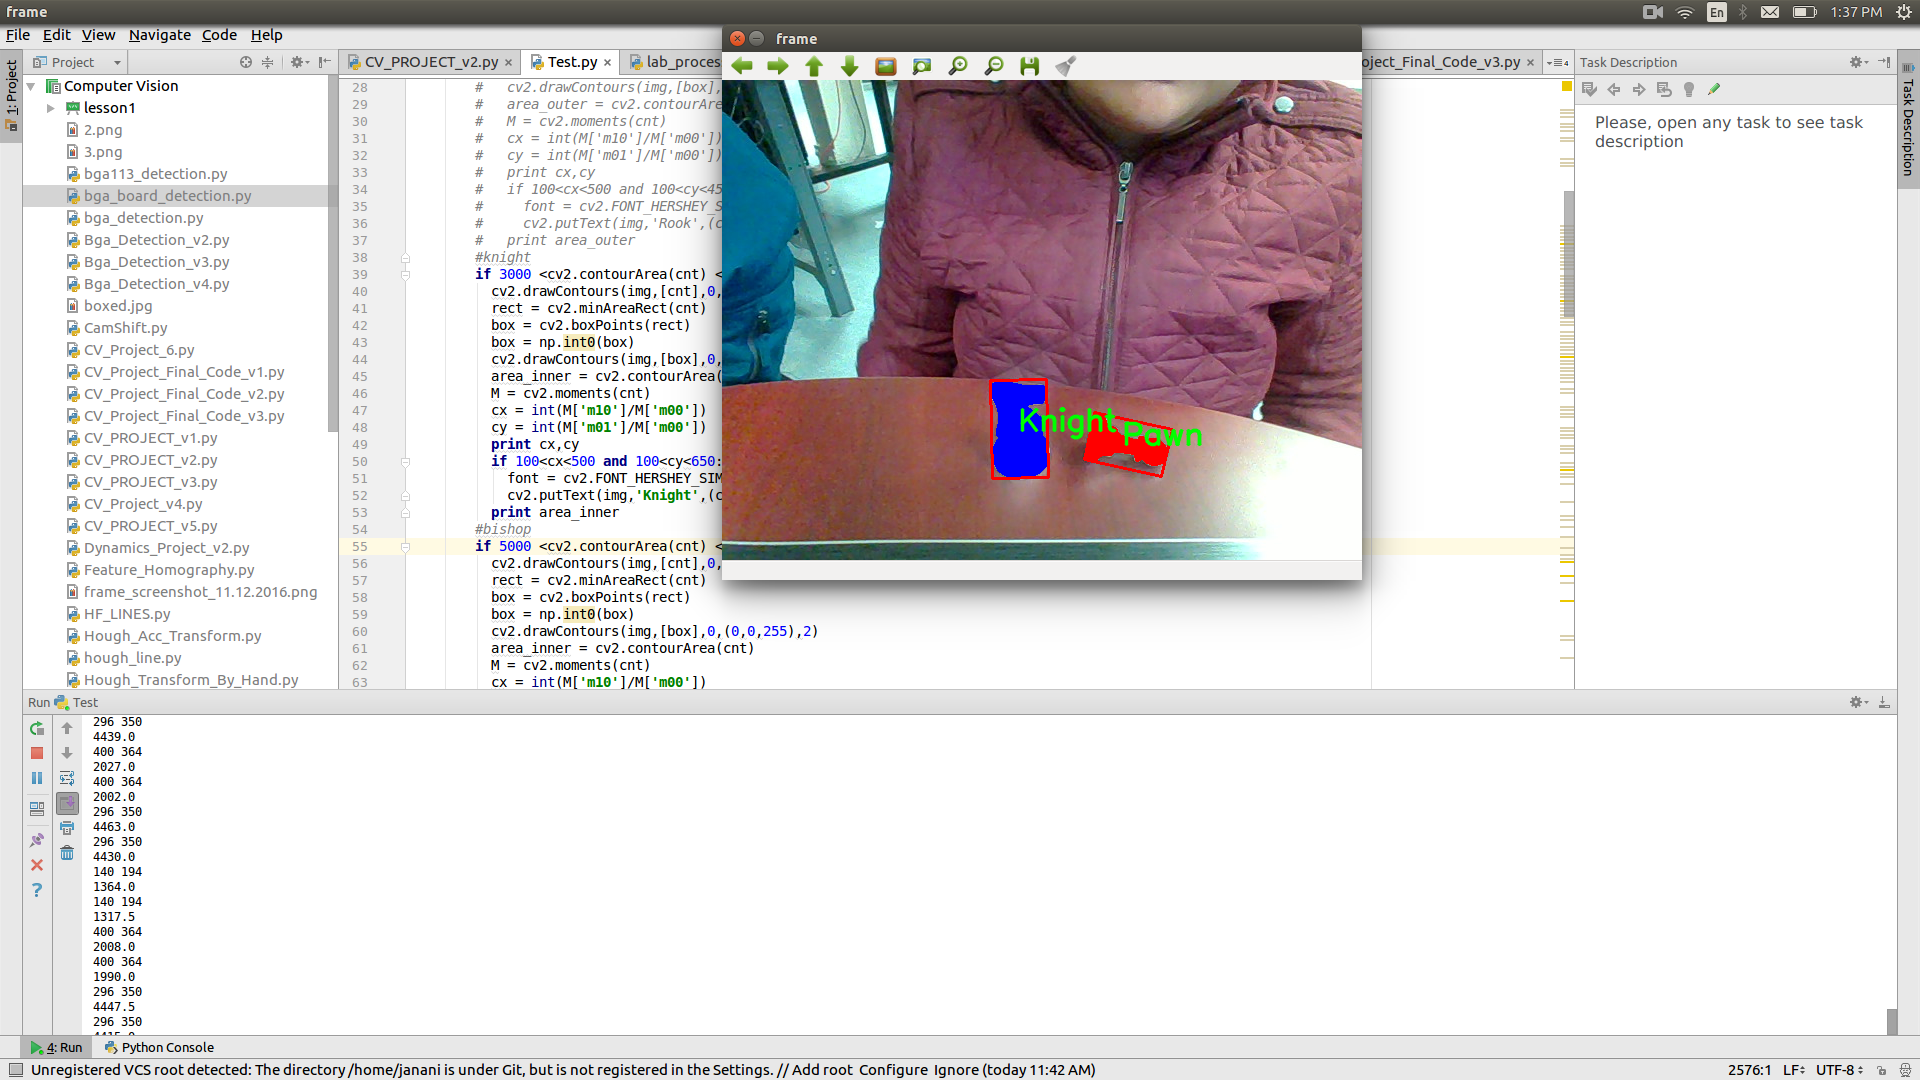 frame
En
1:37 PM
File Edit View Navigate Code Help
frame
1: Project
Project
CV_PROJECT_v2.py
Test.py
lab_proces
oject_Final_Code_v3.py
4
Task Description
Task Description
Please, open any task to see task
description
Computer Vision
lesson1
2.png
3.png
bga113_detection.py
bga_board_detection.py
bga_detection.py
Bga_Detection_v2.py
Bga_Detection_v3.py
Bga_Detection_v4.py
boxed.jpg
CamShift.py
CV_Project_6.py
CV_Project_Final_Code_v1.py
CV_Project_Final_Code_v2.py
CV_Project_Final_Code_v3.py
CV_PROJECT_v1.py
CV_PROJECT_v2.py
CV_PROJECT_v3.py
CV_Project_v4.py
CV_PROJECT_v5.py
Dynamics_Project_v2.py
Feature_Homography.py
frame_screenshot_11.12.2016.png
HF_LINES.py
Hough_Acc_Transform.py
hough_line.py
Hough_Transform_By_Hand.py
28 # cv2.drawContours(img,[box],
29 # area_outer = cv2.contourAre
30 # M = cv2.moments(cnt)
31 # cx = int(M['m10']/M['m00'])
32 # cy = int(M['m01']/M['m00'])
33 # print cx,cy
34 # if 100<cx<500 and 100<cy<45
35 # font = cv2.FONT_HERSHEY_S
36 # cv2.putText(img,'Rook',(c
37 # print area_outer
38 #knight
39 if 3000 <cv2.contourArea(cnt) <
40 cv2.drawContours(img,[cnt],0,
41 rect = cv2.minAreaRect(cnt)
42 box = cv2.boxPoints(rect)
43 box = np.int0(box)
44 cv2.drawContours(img,[box],0,
45 area_inner = cv2.contourArea(
46 M = cv2.moments(cnt)
47 cx = int(M['m10']/M['m00'])
48 cy = int(M['m01']/M['m00'])
49 print cx,cy
50 if 100<cx<500 and 100<cy<650:
51 font = cv2.FONT_HERSHEY_SIM
52 cv2.putText(img,'Knight',(c
53 print area_inner
54 #bishop
55 if 5000 <cv2.contourArea(cnt) <
56 cv2.drawContours(img,[cnt],0,
57 rect = cv2.minAreaRect(cnt)
58 box = cv2.boxPoints(rect)
59 box = np.int0(box)
60 cv2.drawContours(img,[box],0,(0,0,255),2)
61 area_inner = cv2.contourArea(cnt)
62 M = cv2.moments(cnt)
63 cx = int(M['m10']/M['m00'])
Knight
Pawn
Run Test
296 350
4439.0
400 364
2027.0
400 364
2002.0
296 350
4463.0
296 350
4430.0
140 194
1364.0
140 194
1317.5
400 364
2008.0
400 364
1990.0
296 350
4447.5
296 350
4: Run
Python Console
Unregistered VCS root detected: The directory /home/janani is under Git, but is not registered in the Settings. // Add root Configure Ignore (today 11:42 AM)
2576:1 LF UTF-8